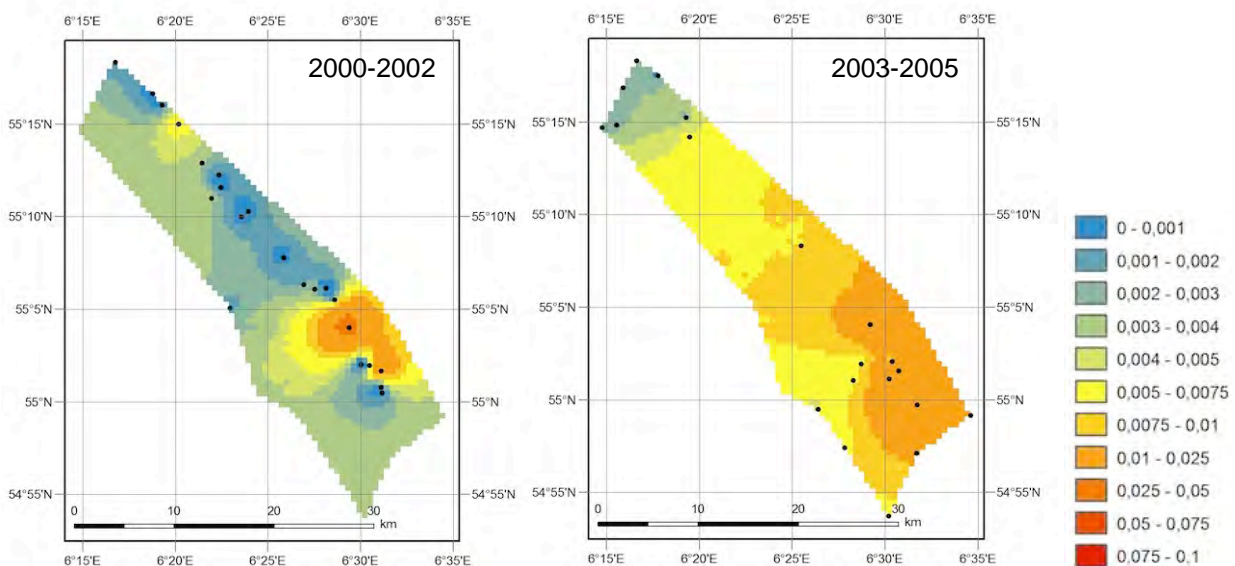 6°15'E 6°20'E 6°25'E 6°30'E 6°35'E
2000-2002
55°15'N 55°15'N
55°10'N 55°10'N
55°5'N 55°5'N
55°N 55°N
54°55'N 54°55'N
0 10 20 30 km
6°15'E 6°20'E 6°25'E 6°30'E 6°35'E
6°15'E 6°20'E 6°25'E 6°30'E 6°35'E
2003-2005
55°15'N 55°15'N
55°10'N 55°10'N
55°5'N 55°5'N
55°N 55°N
54°55'N 54°55'N
0 10 20 30 km
6°15'E 6°20'E 6°25'E 6°30'E 6°35'E
0 - 0,001
0,001 - 0,002
0,002 - 0,003
0,003 - 0,004
0,004 - 0,005
0,005 - 0,0075
0,0075 - 0,01
0,01 - 0,025
0,025 - 0,05
0,05 - 0,075
0,075 - 0,1